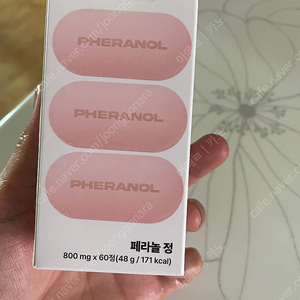 PHERANOL
PHERANOL
PHERANOL
페라놀 정
800 mg x 60정(48 g / 171 kcal)